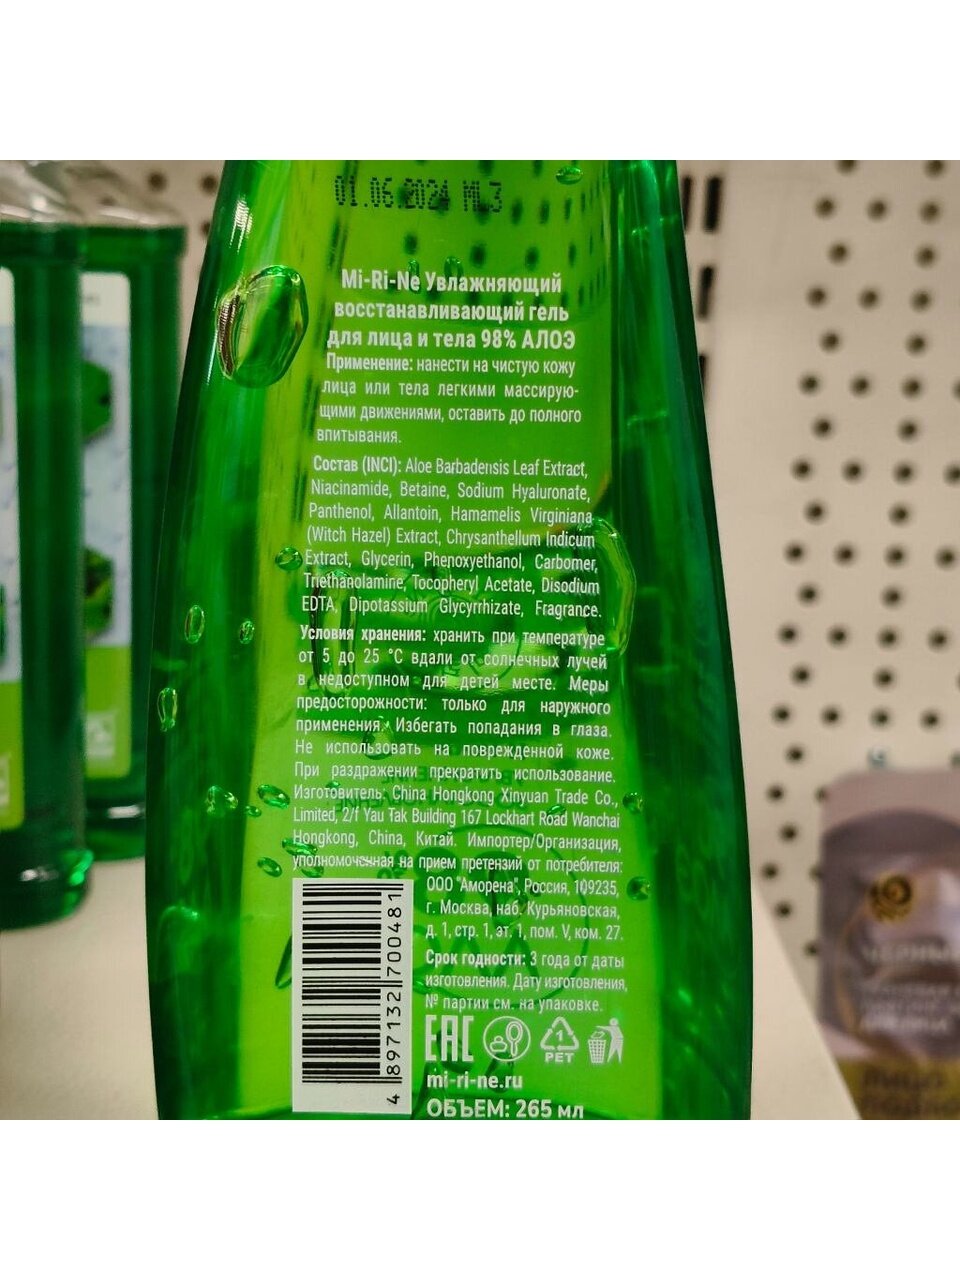 01.06.2024 ML3
Mi-Ri-Ne Увлажняющий
восстанавливающий гель
для лица и тела 98% АЛОЭ
Применение: нанести на чистую кожу
лица или тела легкими массирую-
щими движениями, оставить до полного
впитывания.
Состав (INCI): Aloe Barbadensis Leaf Extract,
Niacinamide, Betaine, Sodium Hyaluronate,
Panthenol, Allantoin, Hamamelis Virginiana
(Witch Hazel) Extract, Chrysanthellum Indicum
Extract, Glycerin, Phenoxyethanol, Carbomer,
Triethanolamine, Tocopheryl Acetate, Disodium
EDTA, Dipotassium Glycyrrhizate, Fragrance.
Условия хранения: хранить при температуре
от 5 до 25 °C вдали от солнечных лучей
в недоступном для детей месте. Меры
предосторожности: только для наружного
применения. Избегать попадания в глаза.
Не использовать на поврежденной коже.
При раздражении прекратить использование.
Изготовитель: China Hongkong Xinyuan Trade Co.,
Limited, 2/f Yau Tak Building 167 Lockhart Road Wanchai
Hongkong, China, Китай. Импортер/Организация,
уполномоченная на прием претензий от потребителя:
ООО "Аморена", Россия, 109235,
г. Москва, наб. Курьяновская,
д. 1, стр. 1, эт. 1, пом. V, ком. 27.
Срок годности: 3 года от даты
изготовления. Дату изготовления,
№ партии см. на упаковке.
EAC
1
PET
mi-ri-ne.ru
ОБЪЕМ: 265 мл
4 897132 700481